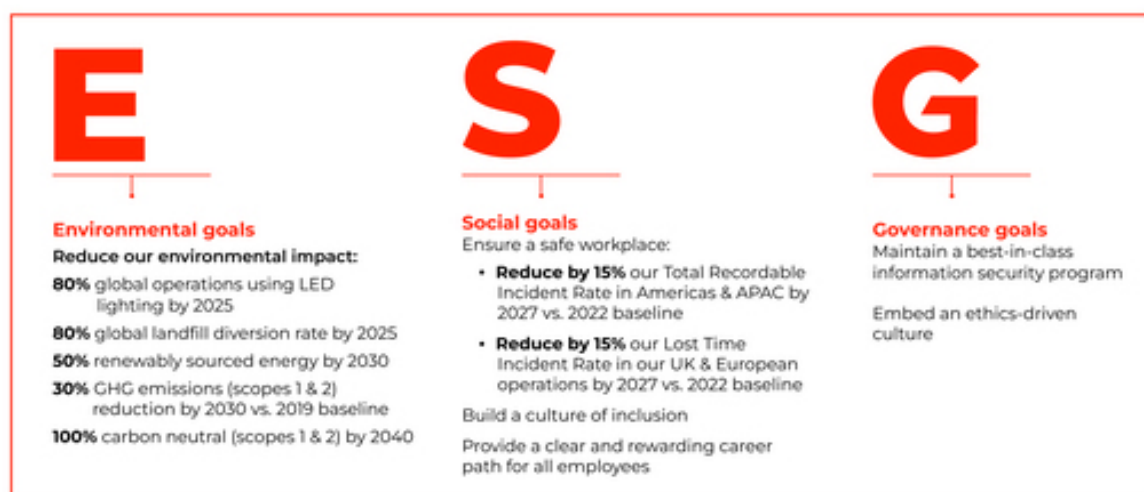 E
Environmental goals
Reduce our environmental impact:
80% global operations using LED
lighting by 2025
80% global landfill diversion rate by 2025
50% renewably sourced energy by 2030
30% GHG emissions (scopes 1 & 2)
reduction by 2030 vs. 2019 baseline
100% carbon neutral (scopes 1 & 2) by 2040
S
Social goals
Ensure a safe workplace:
• Reduce by 15% our Total Recordable
Incident Rate in Americas & APAC by
2027 vs. 2022 baseline
• Reduce by 15% our Lost Time
Incident Rate in our UK & European
operations by 2027 vs. 2022 baseline
Build a culture of inclusion
Provide a clear and rewarding career
path for all employees
G
Governance goals
Maintain a best-in-class
information security program
Embed an ethics-driven
culture